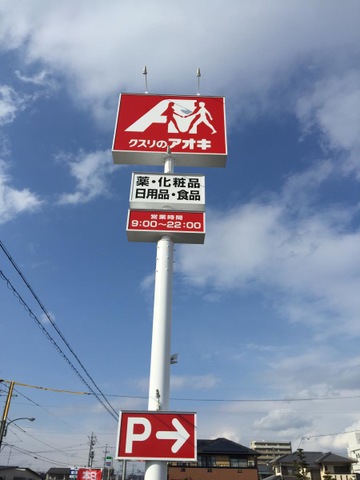 クスリのアオキ
薬・化粧品
日用品・食品
営業時間
9:00〜22:00
P→